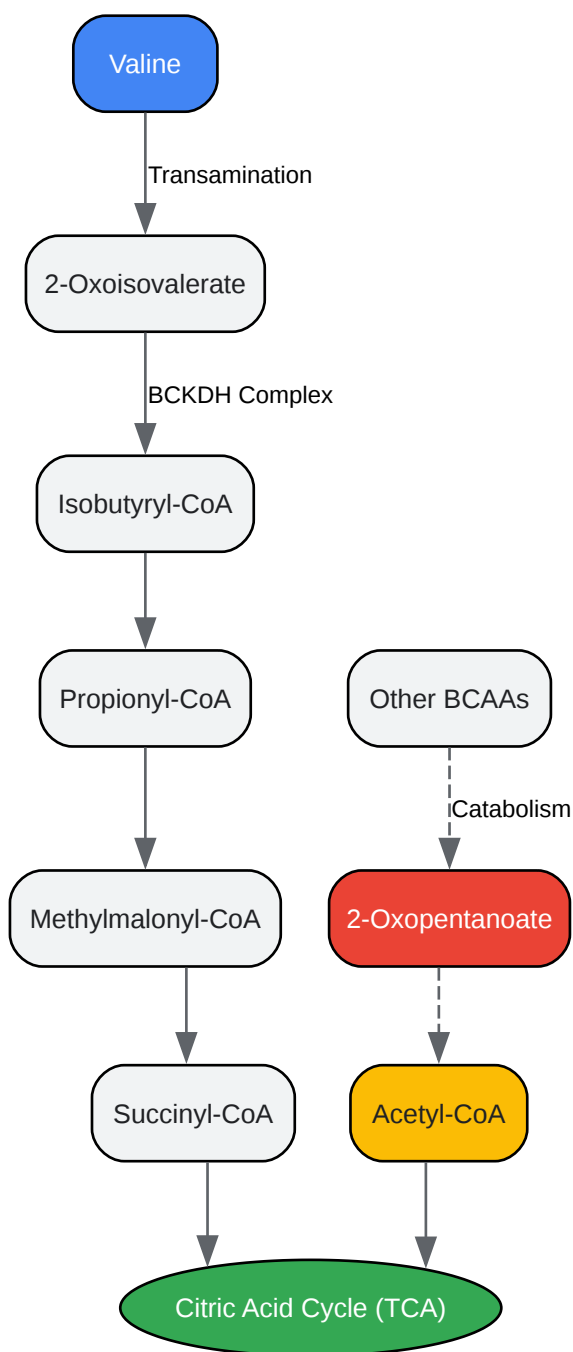 Valine
Transamination
2-Oxoisovalerate
BCKDH Complex
Isobutyryl-CoA
Propionyl-CoA
Other BCAAs
Catabolism
Methylmalonyl-CoA
2-Oxopentanoate
Succinyl-CoA
Acetyl-CoA
Citric Acid Cycle (TCA)